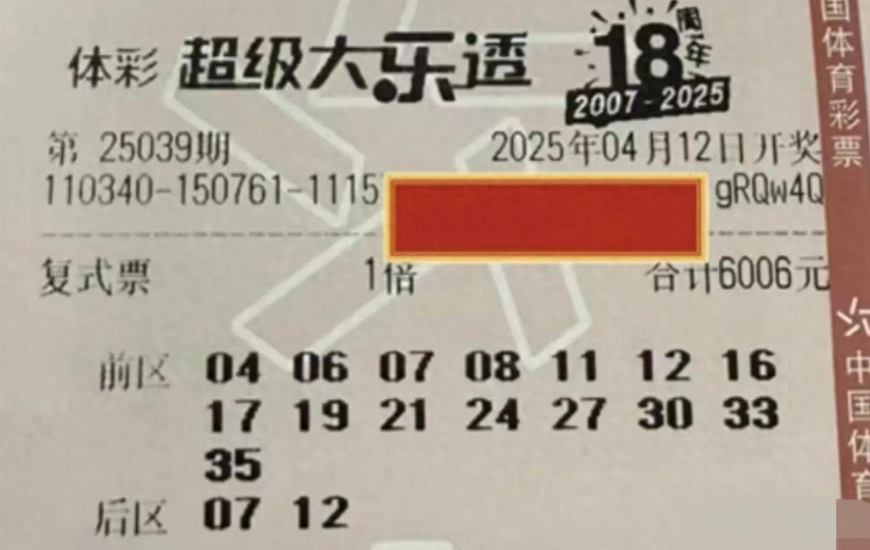 体彩 超级大乐透 18周年
2007-2025
第 25039期 2025年04月12日开奖
110340-150761-1115 gRQw4Q
复式票 1倍 合计6006元
前区 04 06 07 08 11 12 16
17 19 21 24 27 30 33
35
后区 07 12
国体育彩票
中国体育